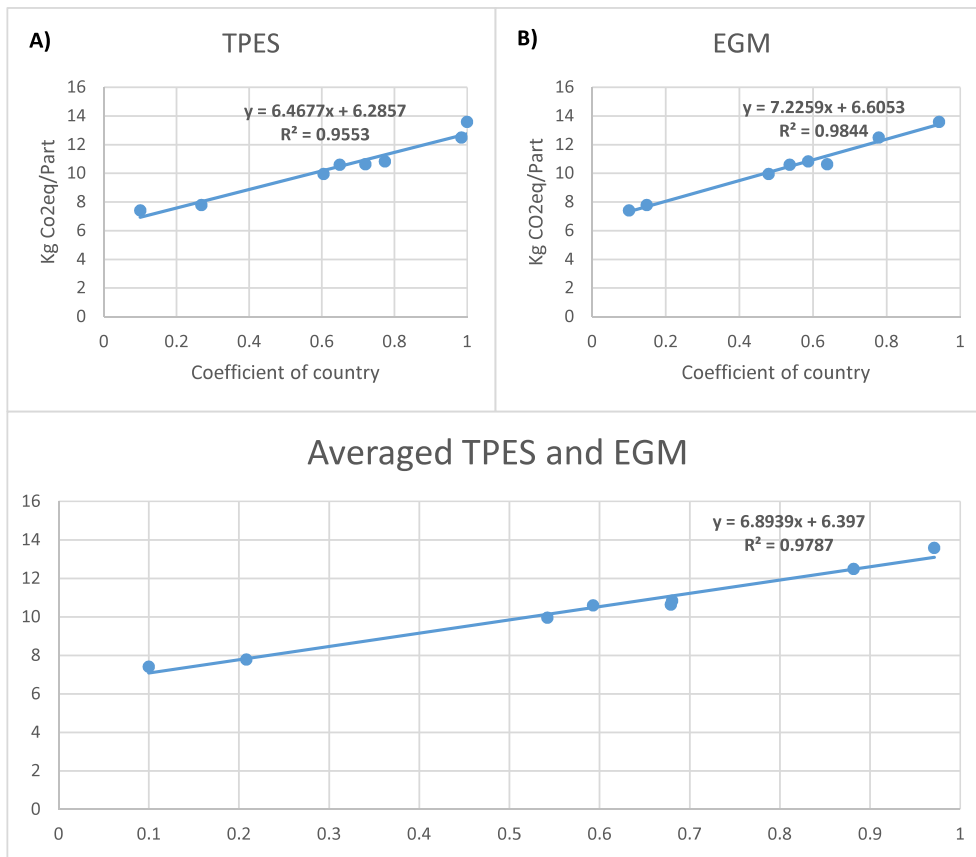 A)
TPES
y = 6.4677x + 6.2857
R² = 0.9553
Kg Co2eq/Part
16
14
12
10
8
6
4
2
0
0 0.2 0.4 0.6 0.8 1
Coefficient of country
B)
EGM
y = 7.2259x + 6.6053
R² = 0.9844
Kg CO2eq/Part
16
14
12
10
8
6
4
2
0
0 0.2 0.4 0.6 0.8 1
Coefficient of country
Averaged TPES and EGM
y = 6.8939x + 6.397
R² = 0.9787
16
14
12
10
8
6
4
2
0
0 0.1 0.2 0.3 0.4 0.5 0.6 0.7 0.8 0.9 1